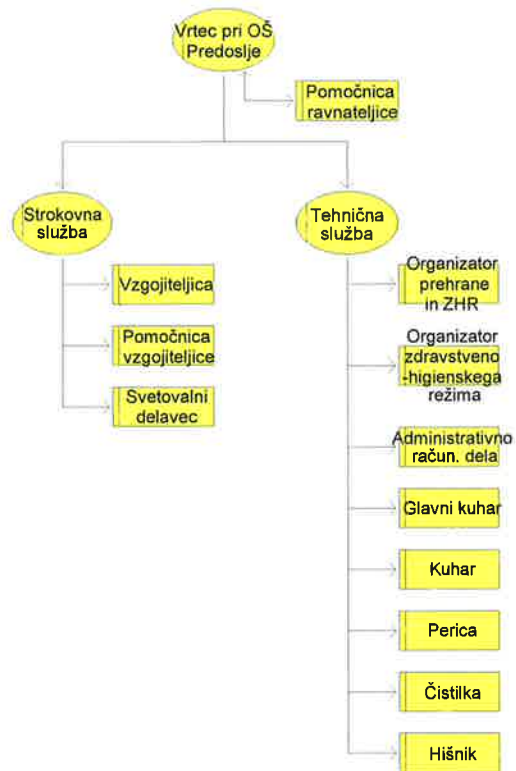 Vrtec pri OŠ
Predoslje
Pomočnica
ravnateljice
Strokovna
služba
Vzgojiteljica
Pomočnica
vzgojiteljice
Svetovalni
delavec
Tehnična
služba
Organizator
prehrane
in ZHR
Organizator
zdravstveno
-higienskega
režima
Administrativno
račun. dela
Glavni kuhar
Kuhar
Perica
Čistilka
Hišnik